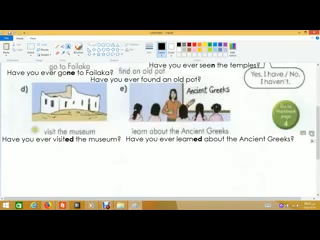 Have you ever seen the temples?
go to Failaka
Have you ever gone to Failaka? find an old pot
Have you ever found an old pot?
Yes, I have./ No,
I haven't.
d)
e)
Ancient Greeks
visit the museum
learn about the Ancient Greeks
Have you ever visited the museum? Have you ever learned about the Ancient Greeks?
page
4